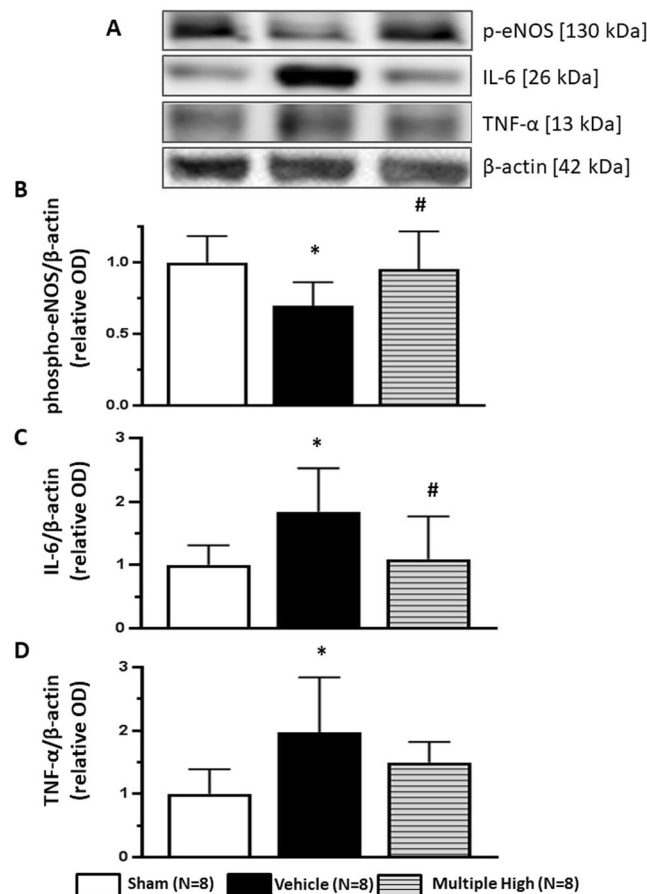 A
p-eNOS [130 kDa]
IL-6 [26 kDa]
TNF-α [13 kDa]
β-actin [42 kDa]
B
phospho-eNOS/β-actin
(relative OD)
1.0
0.5
0.0
*
#
C
IL-6/β-actin
(relative OD)
3
2
1
0
*
#
D
TNF-α/β-actin
(relative OD)
3
2
1
0
*
Sham (N=8) Vehicle (N=8) Multiple High (N=8)